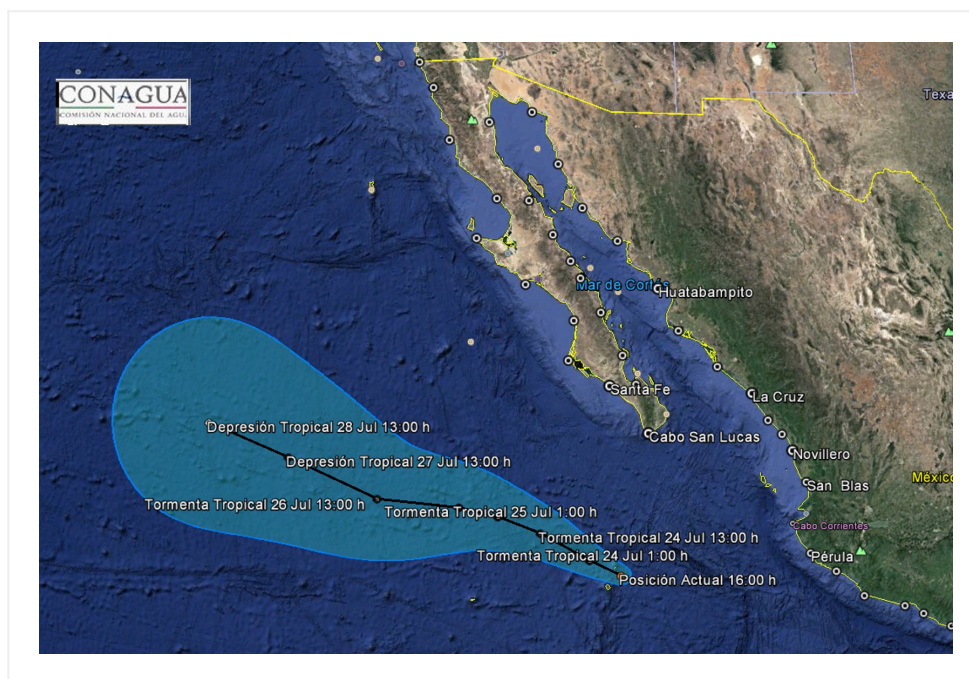 CONAGUA
COMISIÓN NACIONAL DEL AGUA
Texa
Mar de Cortés
Huatabampito
Santa Fe
La Cruz
Cabo San Lucas
Depresión Tropical 28 Jul 13:00 h
Novillero
Depresión Tropical 27 Jul 13:00 h
México
San Blas
Tormenta Tropical 26 Jul 13:00 h
Tormenta Tropical 25 Jul 1:00 h
Cabo Corrientes
Tormenta Tropical 24 Jul 13:00 h
Tormenta Tropical 24 Jul 1:00 h
Pérula
Posición Actual 16:00 h